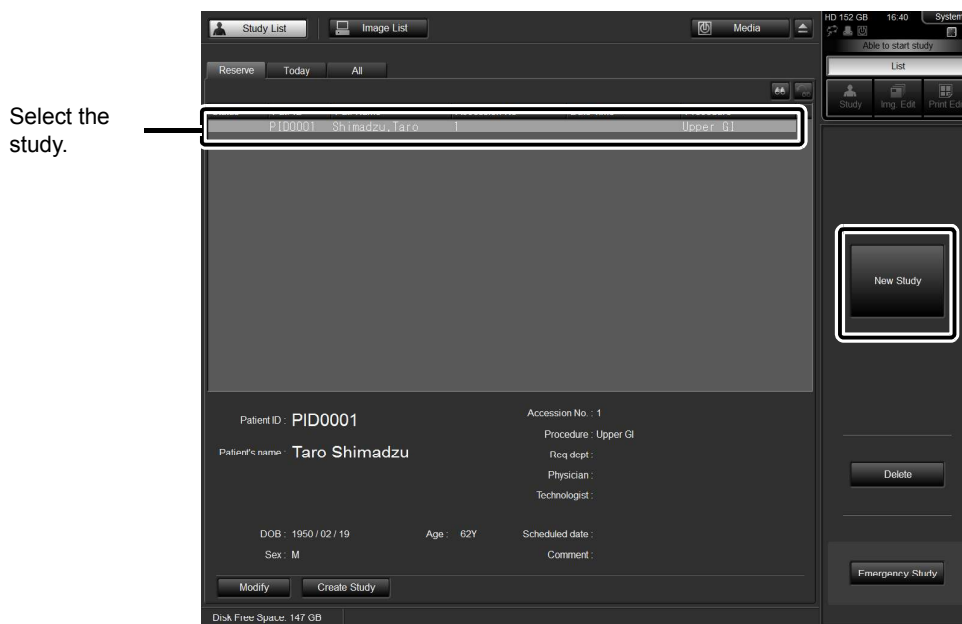 Select the
study.
Study List
Image List
Media
HD 152 GB 16:40 System
Able to start study
List
Study Img. Edit
Reserve Today All
PID0001 Shimadzu,Taro 1 Upper GI
New Study
Patient ID : PID0001
Patient's name : Taro Shimadzu
DOB : 1950 / 02 / 19
Age : 62Y
Sex : M
Accession No. : 1
Procedure : Upper GI
Req dept :
Physician :
Technologist :
Scheduled date :
Comment :
Delete
Emergency Study
Modify Create Study
Disk Free Space: 147 GB